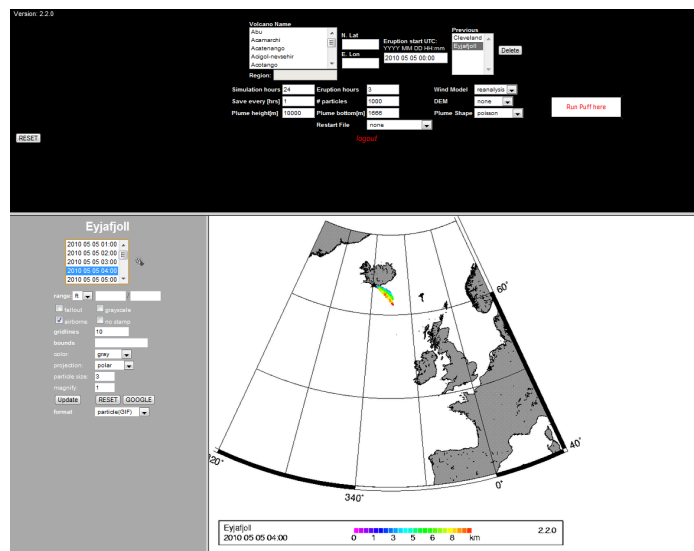 Version: 2.2.0
Volcano Name
Abu
Acamarchi
Acatenango
Acigol-nevsehir
Acotango
Region:
N. Lat
E. Lon
Eruption start UTC:
YYYY MM DD HH:mm
2010 05 05 00:00
Previous
Cleveland
Eyjafjoll
Delete
Simulation hours 24 Eruption hours 3 Wind Model reanalysis
Save every [hrs] 1 # particles 1000 DEM none
Plume height[m] 10000 Plume bottom[m] 1666 Plume Shape poisson
Restart File none
Run Puff here
RESET
logout
Eyjafjoll
2010 05 05 01:00
2010 05 05 02:00
2010 05 05 03:00
2010 05 05 04:00
2010 05 05 05:00
range: ft. /
fallout grayscale
airborne no stamp
gridlines 10
bounds
color: gray
projection: polar
particle size: 3
magnify: 1
Update RESET GOOGLE
format particle(GIF)
60°
40°
0°
340°
320°
Eyjafjoll
2010 05 05 04:00
0 1 3 5 6 8 km
2.2.0